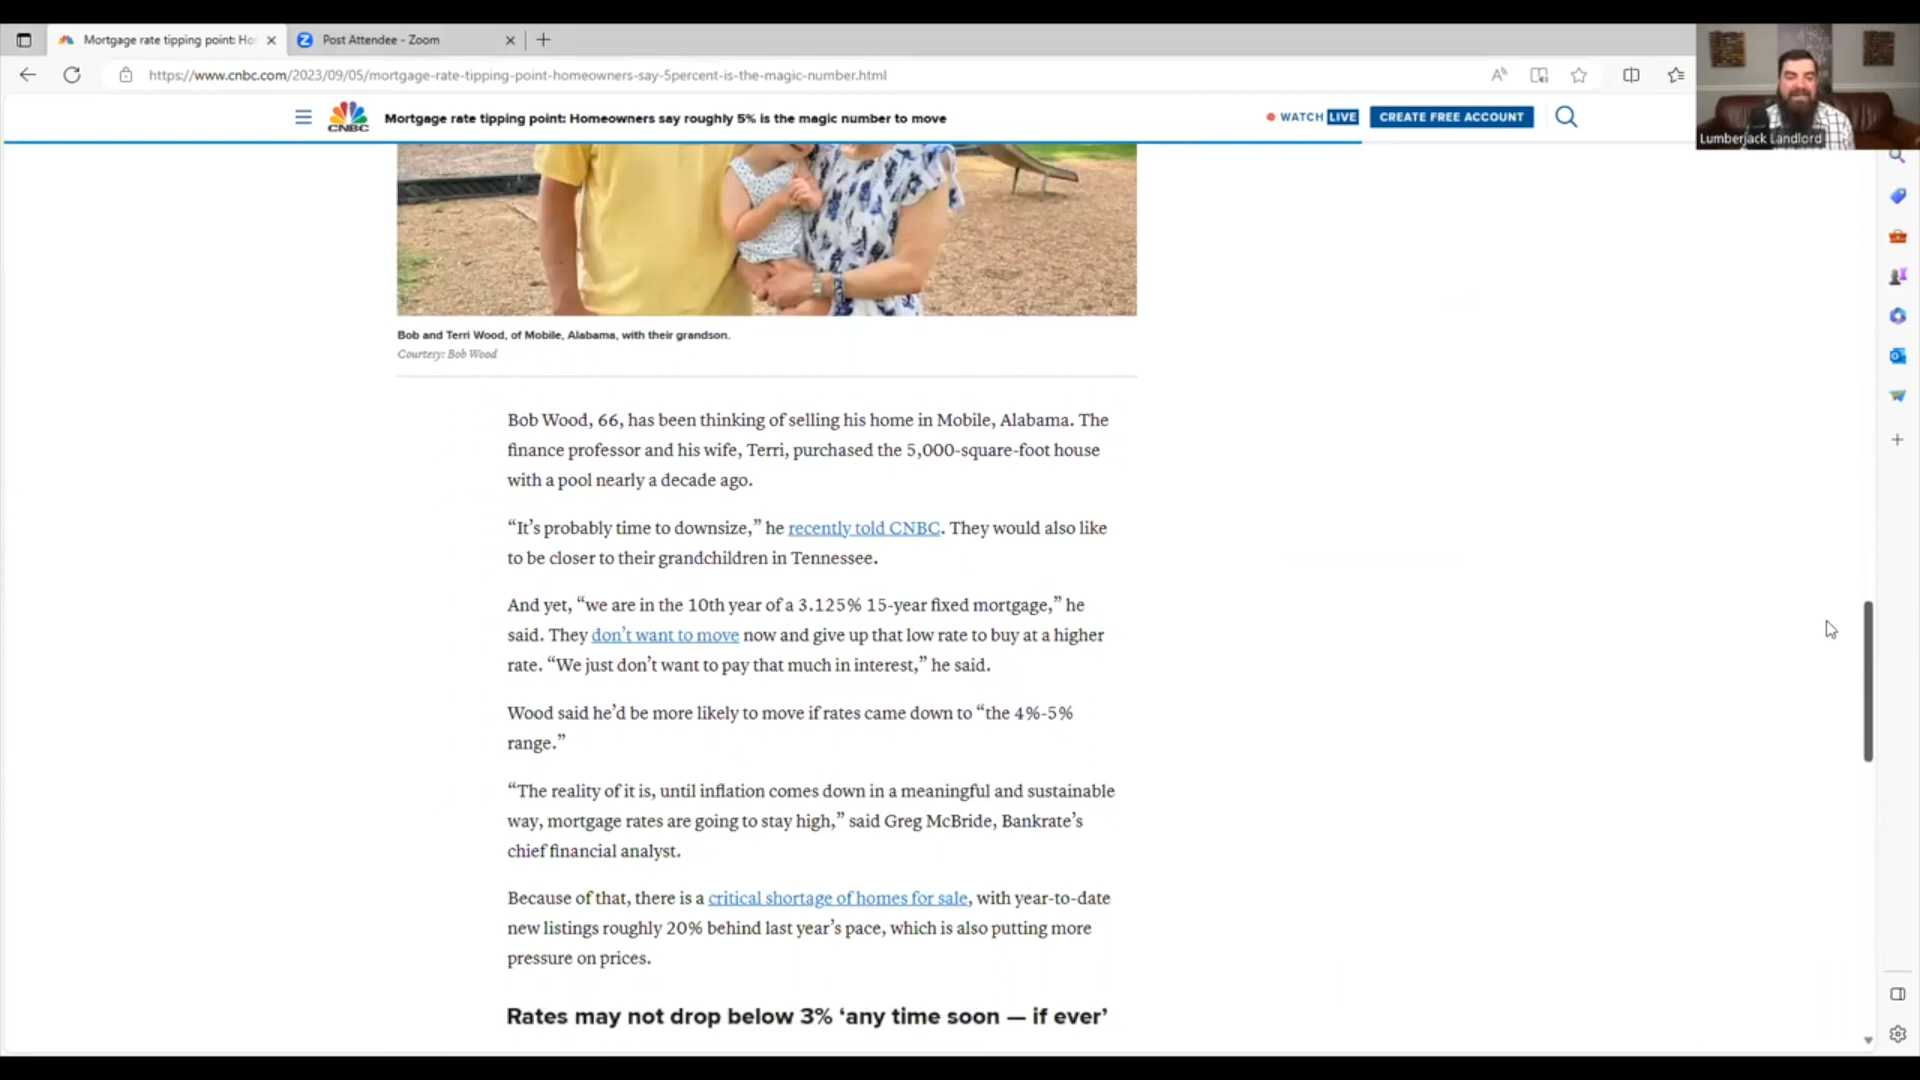 Mortgage rate tipping point: Ho
Post Attendee - Zoom
https://www.cnbc.com/2023/09/05/mortgage-rate-tipping-point-homeowners-say-5percent-is-the-magic-number.html
CNBC
Mortgage rate tipping point: Homeowners say roughly 5% is the magic number to move
WATCH LIVE
CREATE FREE ACCOUNT
Lumberjack Landlord
Bob and Terri Wood, of Mobile, Alabama, with their grandson.
Courtesy: Bob Wood
Bob Wood, 66, has been thinking of selling his home in Mobile, Alabama. The
finance professor and his wife, Terri, purchased the 5,000-square-foot house
with a pool nearly a decade ago.
“It’s probably time to downsize,” he recently told CNBC. They would also like
to be closer to their grandchildren in Tennessee.
And yet, “we are in the 10th year of a 3.125% 15-year fixed mortgage,” he
said. They don’t want to move now and give up that low rate to buy at a higher
rate. “We just don’t want to pay that much in interest,” he said.
Wood said he’d be more likely to move if rates came down to “the 4%-5%
range.”
“The reality of it is, until inflation comes down in a meaningful and sustainable
way, mortgage rates are going to stay high,” said Greg McBride, Bankrate’s
chief financial analyst.
Because of that, there is a critical shortage of homes for sale, with year-to-date
new listings roughly 20% behind last year’s pace, which is also putting more
pressure on prices.
Rates may not drop below 3% ‘any time soon — if ever’